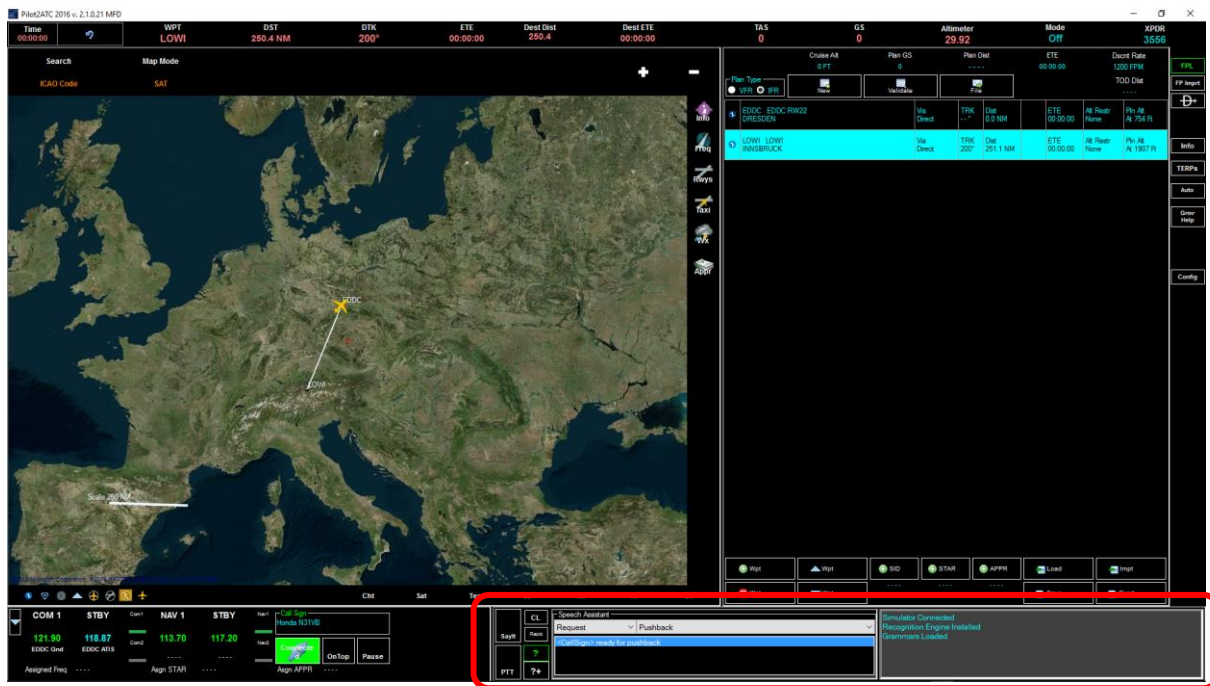 Pilot2ATC 2016 v. 2.1.0.21 MFD
Time WPT DST DTK ETE Dest Dist Dest ETE TAS GS Altimeter Mode XPDR
00:00:00 LOWI 250.4 NM 200° 00:00:00 250.4 00:00:00 0 0 29.92 Off 3556
Search Map Mode
ICAO Code SAT
Cruise Alt Plan GS Plan Dist ETE Dscnt Rate
0 FT 0 ---- 00:00:00 1200 FPM
TOD Dist
----
Plan Type
VFR IFR New Validate File
FPL
FP Imprt
D
Info
TERPs
Auto
Grmr
Help
Config
EDDC EDDC RW22 Via TRK Dist ETE Alt Restr Pln Alt
DRESDEN Direct --° 0.0 NM 00:00:00 None At 754 Ft
LOWI LOWI Via TRK Dist ETE Alt Restr Pln Alt
INNSBRUCK Direct 200° 251.1 NM 00:00:00 None At 1907 Ft
Info
Freq
Rwys
Taxi
Wx
Appr
EDDC
LOWI
Wpt Wpt SID STAR APPR Load Impt
---- ---- ----
Cht Sat
COM 1 STBY Com1 NAV 1 STBY Nav1 Call Sign
Honda N31VB
121.90 118.87 Com2 113.70 117.20 Nav2
EDDC Gnd EDDC ATIS ---- ----
Connected OnTop Pause
Assigned Freq ---- Asgn STAR ---- Asgn APPR ----
SayIt CL Speech Assistant
Request Pushback
<CallSign> ready for pushback
?
PTT ?+
Simulator Connected
Recognition Engine Installed
Grammars Loaded